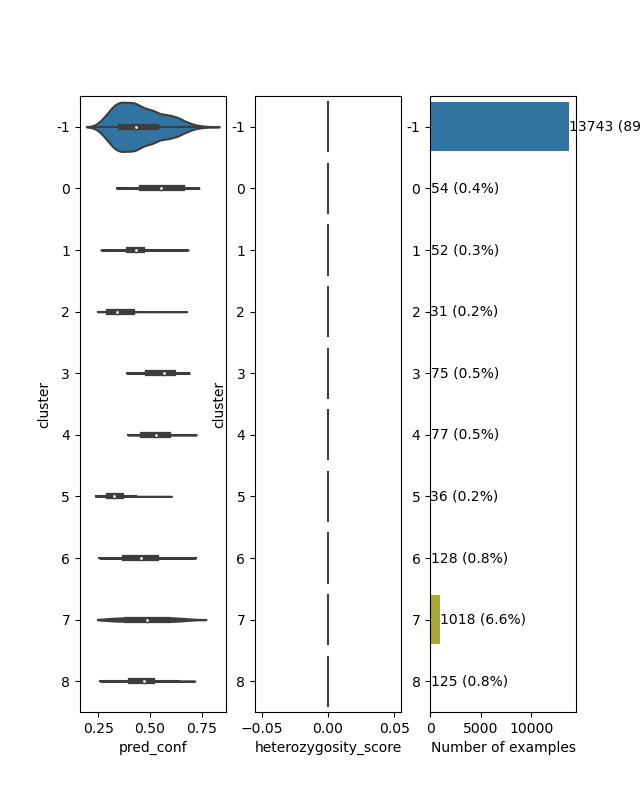 -1
0
1
2
3
4
5
6
7
8
cluster
0.25 0.50 0.75
pred_conf
-1
0
1
2
3
4
5
6
7
8
cluster
−0.05 0.00 0.05
heterozygosity_score
-1 13743 (89
0 54 (0.4%)
1 52 (0.3%)
2 31 (0.2%)
3 75 (0.5%)
4 77 (0.5%)
5 36 (0.2%)
6 128 (0.8%)
7 1018 (6.6%)
8 125 (0.8%)
0 5000 10000
Number of examples